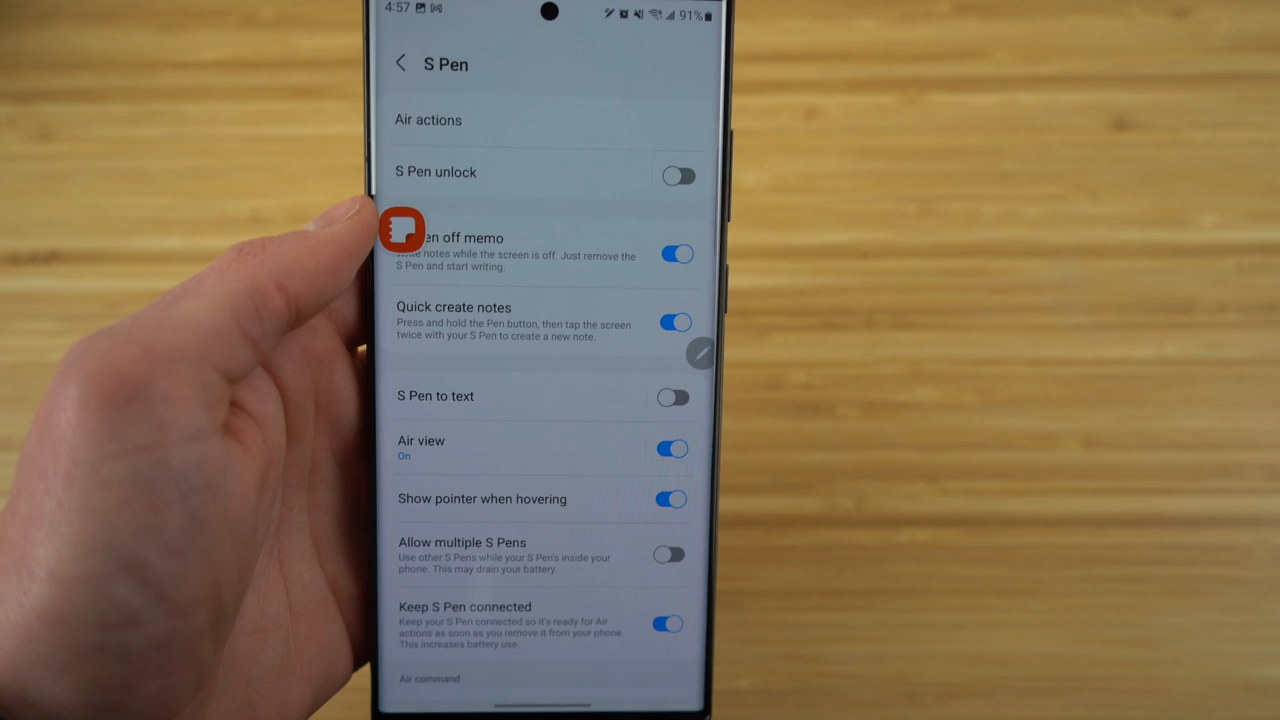 4:57
91%
S Pen
Air actions
S Pen unlock
en off memo
notes while the screen is off. Just remove the
S Pen and start writing.
Quick create notes
Press and hold the Pen button, then tap the screen
twice with your S Pen to create a new note.
S Pen to text
Air view
On
Show pointer when hovering
Allow multiple S Pens
Use other S Pens while your S Pen's inside your
phone. This may drain your battery.
Keep S Pen connected
Keep your S Pen connected so it's ready for Air
actions as soon as you remove it from your phone.
This increases battery use.
Air command